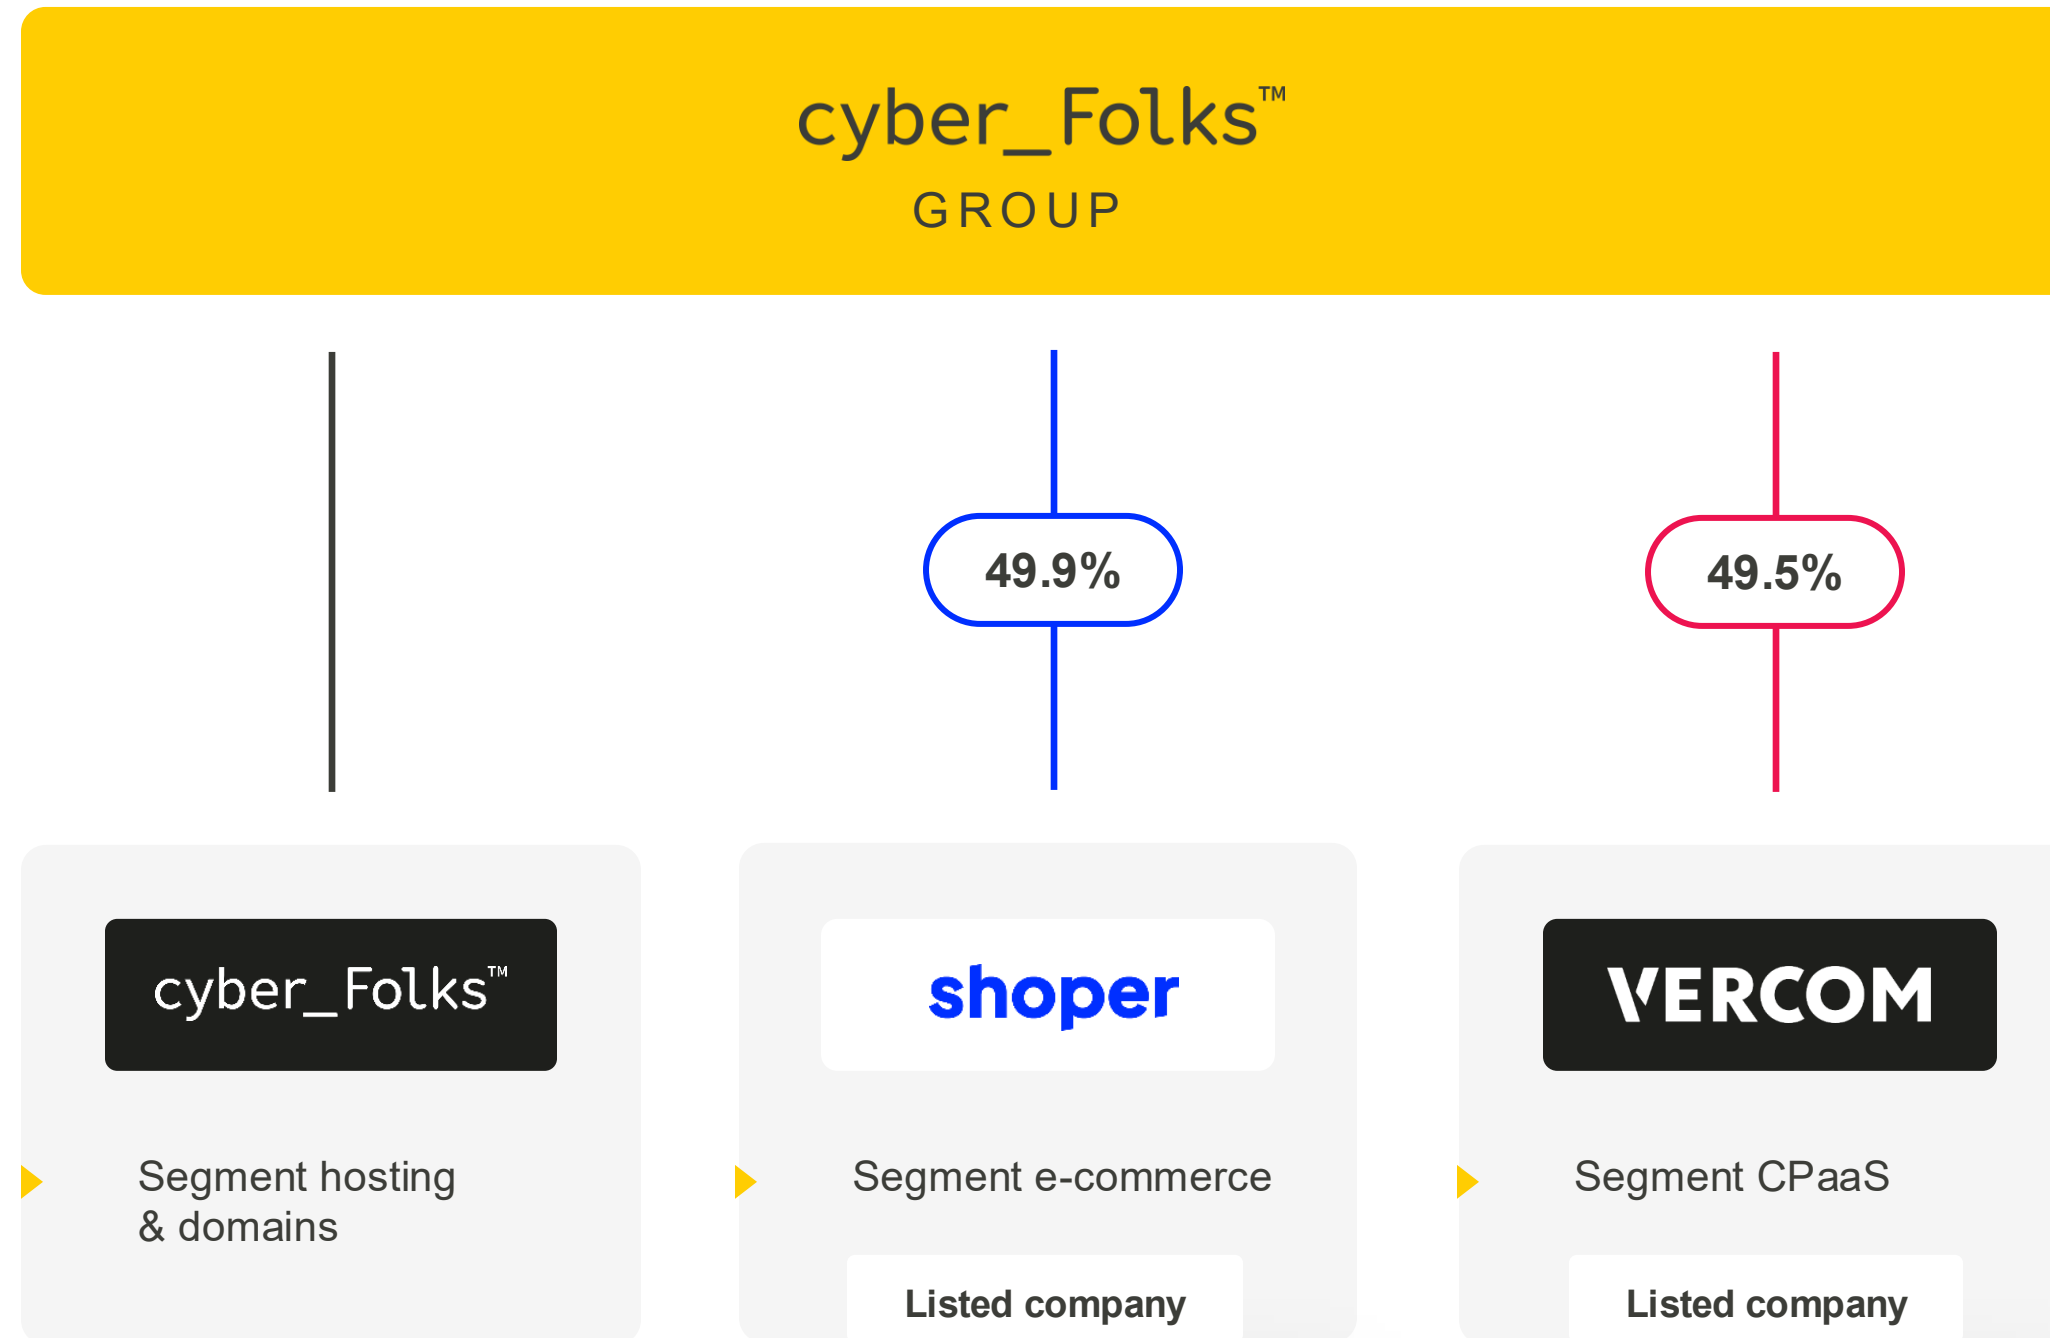 cyber_Folks™
GROUP
49.9%
49.5%
cyber_Folks™
shoper
VERCOM
Segment hosting
& domains
Segment e-commerce
Segment CPaaS
Listed company
Listed company